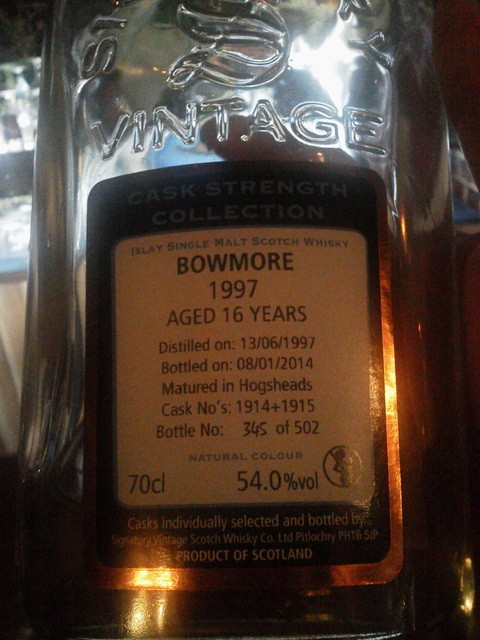 VINTAGE
CASK STRENGTH
COLLECTION
ISLAY SINGLE MALT SCOTCH WHISKY
BOWMORE
1997
AGED 16 YEARS
Distilled on: 13/06/1997
Bottled on: 08/01/2014
Matured in Hogsheads
Cask No's: 1914+1915
Bottle No: 345 of 502
NATURAL COLOUR
70cl 54.0%vol
Casks individually selected and bottled by:
Signatory Vintage Scotch Whisky Co. Ltd Pitlochry PH16 5JP
PRODUCT OF SCOTLAND